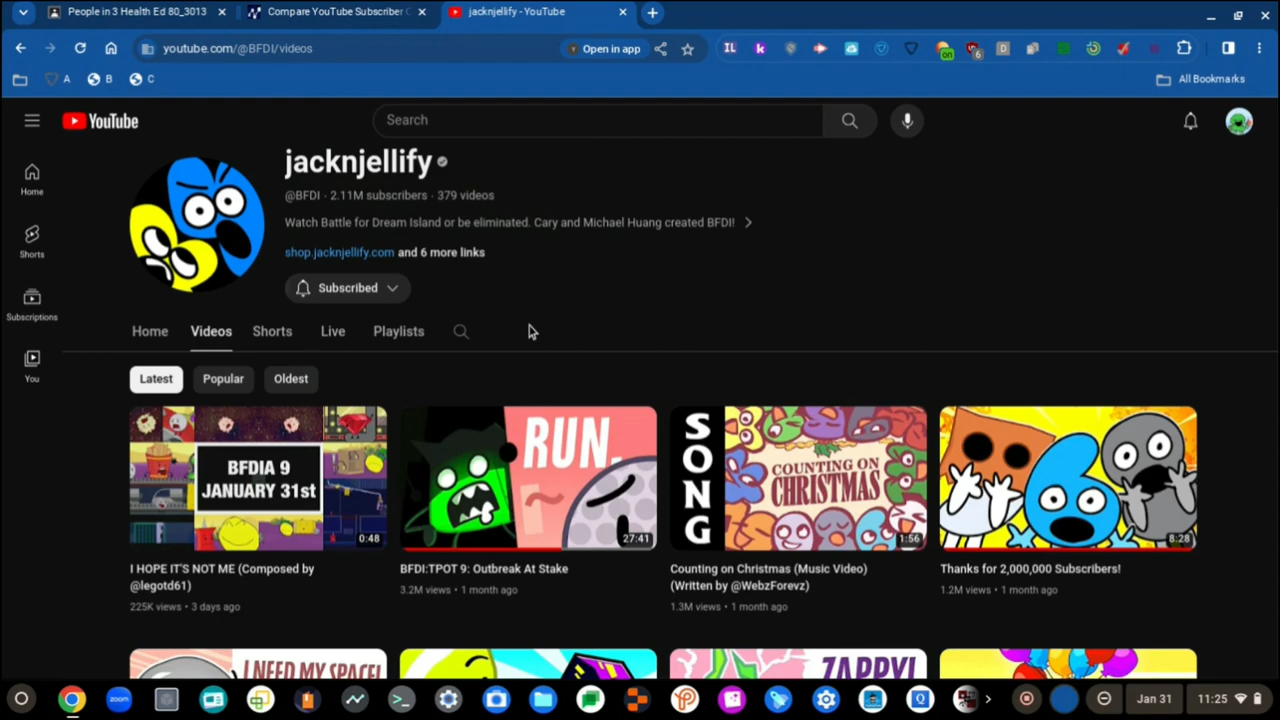 People in 3 Health Ed 80_3013
Compare YouTube Subscriber C
jacknjellify - YouTube
youtube.com/@BFDI/videos
Open in app
IL
k
D
on
6
A
B
C
All Bookmarks
YouTube
Search
Home
Shorts
Subscriptions
You
jacknjellify
@BFDI · 2.11M subscribers · 379 videos
Watch Battle for Dream Island or be eliminated. Cary and Michael Huang created BFDI!
shop.jacknjellify.com and 6 more links
Subscribed
Home
Videos
Shorts
Live
Playlists
Latest
Popular
Oldest
BFDIA 9
JANUARY 31st
0:48
I HOPE IT'S NOT ME (Composed by
@legotd61)
225K views • 3 days ago
RUN.
27:41
BFDI:TPOT 9: Outbreak At Stake
3.2M views • 1 month ago
SONG
COUNTING ON
CHRISTMAS
1:56
Counting on Christmas (Music Video)
(Written by @WebzForevz)
1.3M views • 1 month ago
8:28
Thanks for 2,000,000 Subscribers!
1.2M views • 1 month ago
I NEED MY SPACE!
ZAPPY!
zoom
Q
Jan 31
11:25